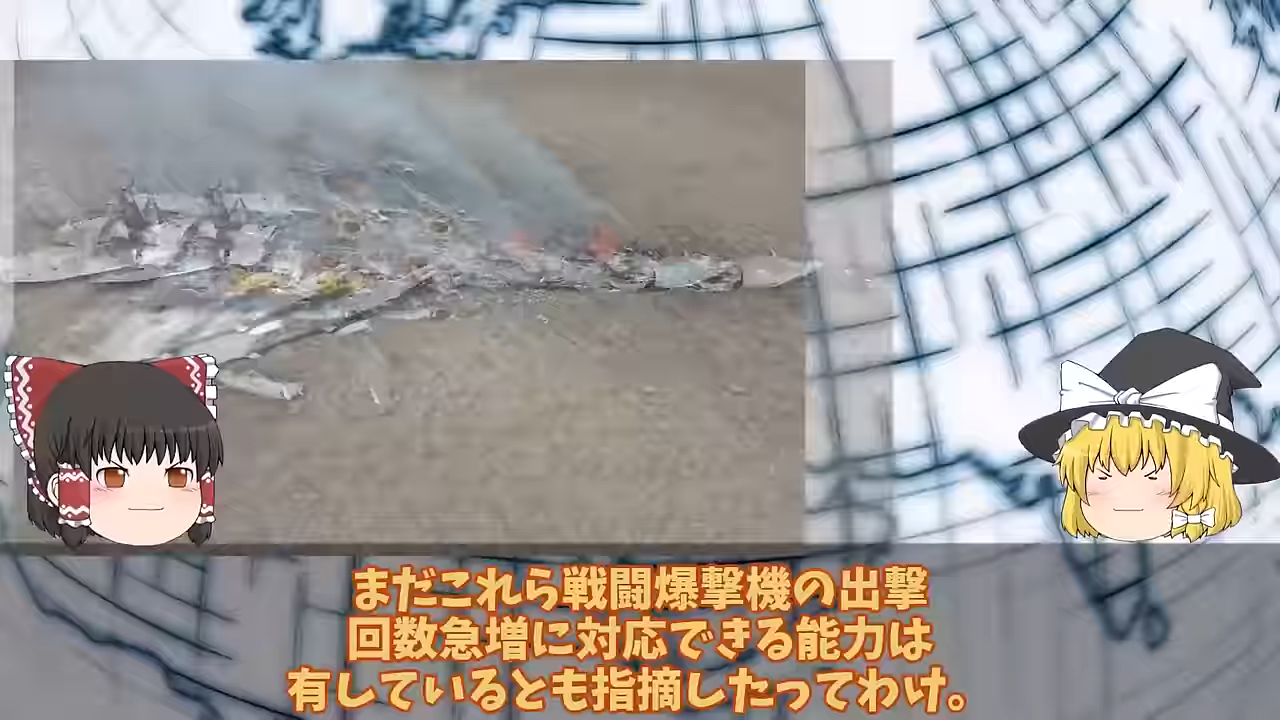 まだこれら戦闘爆撃機の出撃
回数急増に対応できる能力は
有しているとも指摘したってわけ。